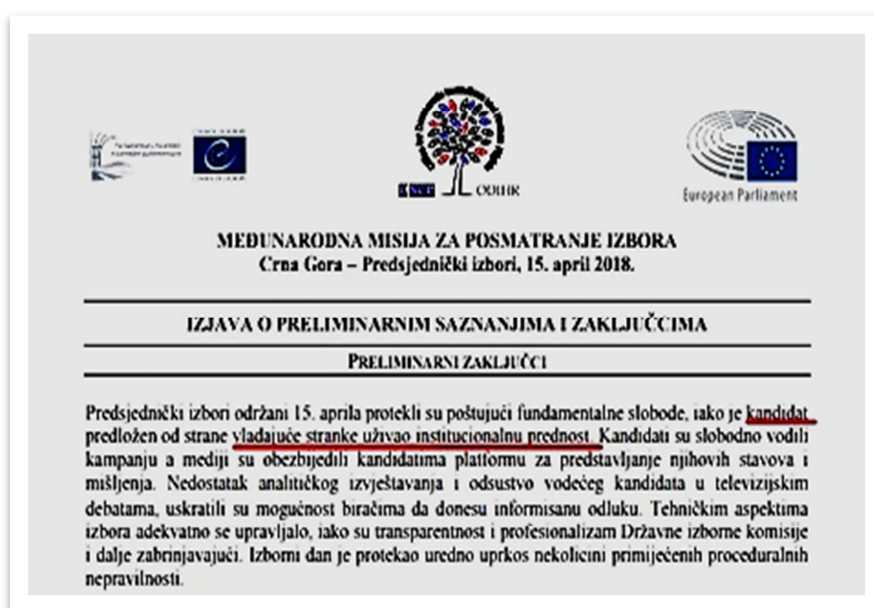 ODIHR
European Parliament
MEĐUNARODNA MISIJA ZA POSMATRANJE IZBORA
Crna Gora – Predsjednički izbori, 15. april 2018.
IZJAVA O PRELIMINARNIM SAZNANJIMA I ZAKLJUČCIMA
PRELIMINARNI ZAKLJUČCI
Predsjednički izbori održani 15. aprila protekli su poštujući fundamentalne slobode, iako je kandidat
predložen od strane vladajuće stranke uživao institucionalnu prednost. Kandidati su slobodno vodili
kampanju a mediji su obezbijedili kandidatima platformu za predstavljanje njihovih stavova i
mišljenja. Nedostatak analitičkog izvještavanja i odsustvo vodećeg kandidata u televizijskim
debatama, uskratili su mogućnost biračima da donesu informisanu odluku. Tehničkim aspektima
izbora adekvatno se upravljalo, iako su transparentnost i profesionalizam Državne izborne komisije
i dalje zabrinjavajući. Izborni dan je protekao uredno uprkos nekolicini primijećenih proceduralnih
nepravilnosti.